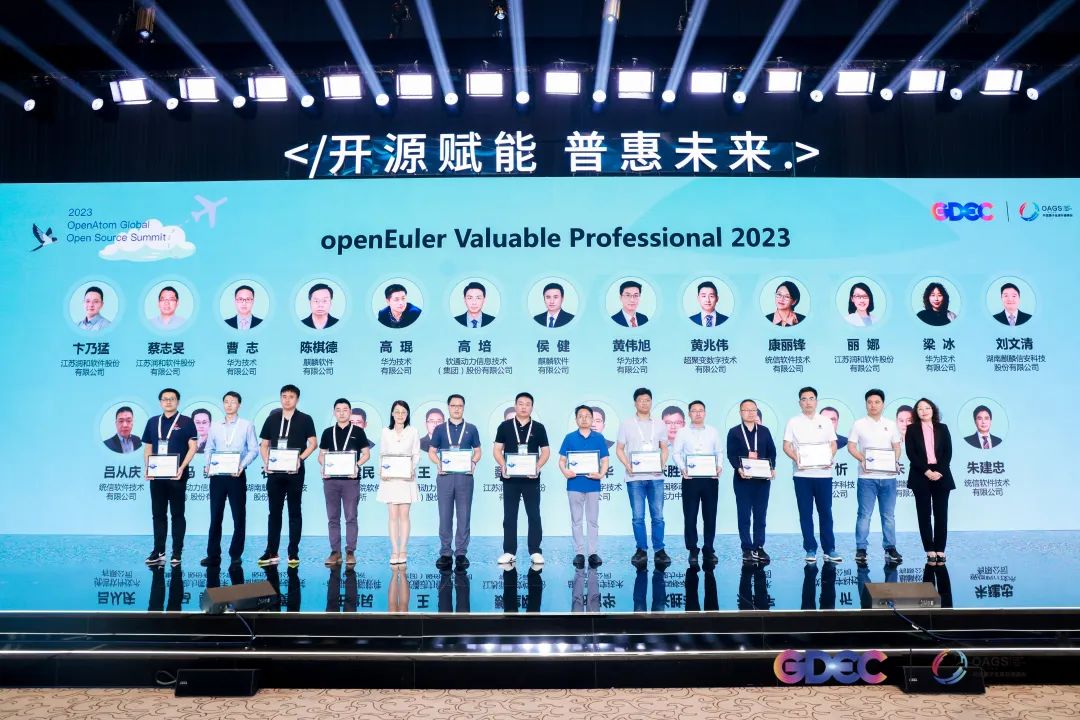 </开源赋能 普惠未来.>
2023
OpenAtom Global
Open Source Summit
GDEC
OAGS
openEuler Valuable Professional 2023
卞乃猛
江苏润和软件股份
有限公司
蔡志旻
江苏润和软件股份
有限公司
曹 志
华为技术
有限公司
陈棋德
麒麟软件
有限公司
高 琨
华为技术
有限公司
高 培
软通动力信息技术
（集团）股份有限公司
侯 健
麒麟软件
有限公司
黄伟旭
华为技术
有限公司
黄兆伟
超聚变数字技术
有限公司
康丽锋
统信软件技术
有限公司
丽 娜
江苏润和软件股份
有限公司
梁 冰
华为技术
有限公司
刘文清
湖南麒麟信安科技
股份有限公司
吕从庆
统信软件技术
有限公司
民
王
华
胜
忻
朱建忠
统信软件技术
有限公司
GDEC
OAGS